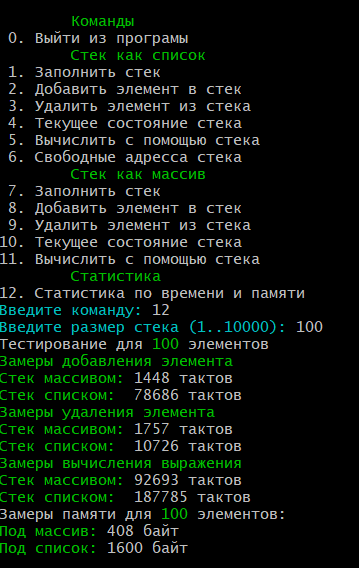 Команды
0. Выйти из програмы
Стек как список
1. Заполнить стек
2. Добавить элемент в стек
3. Удалить элемент из стека
4. Текущее состояние стека
5. Вычислить с помощью стека
6. Свободные адресса стека
Стек как массив
7. Заполнить стек
8. Добавить элемент в стек
9. Удалить элемент из стека
10. Текущее состояние стека
11. Вычислить с помощью стека
Статистика
12. Статистика по времени и памяти
Введите команду: 12
Введите размер стека (1..10000): 100
Тестирование для 100 элементов
Замеры добавления элемента
Стек массивом: 1448 тактов
Стек списком: 78686 тактов
Замеры удаления элемента
Стек массивом: 1757 тактов
Стек списком: 10726 тактов
Замеры вычисления выражения
Стек массивом: 92693 тактов
Стек списком: 187785 тактов
Замеры памяти для 100 элементов:
Под массив: 408 байт
Под список: 1600 байт